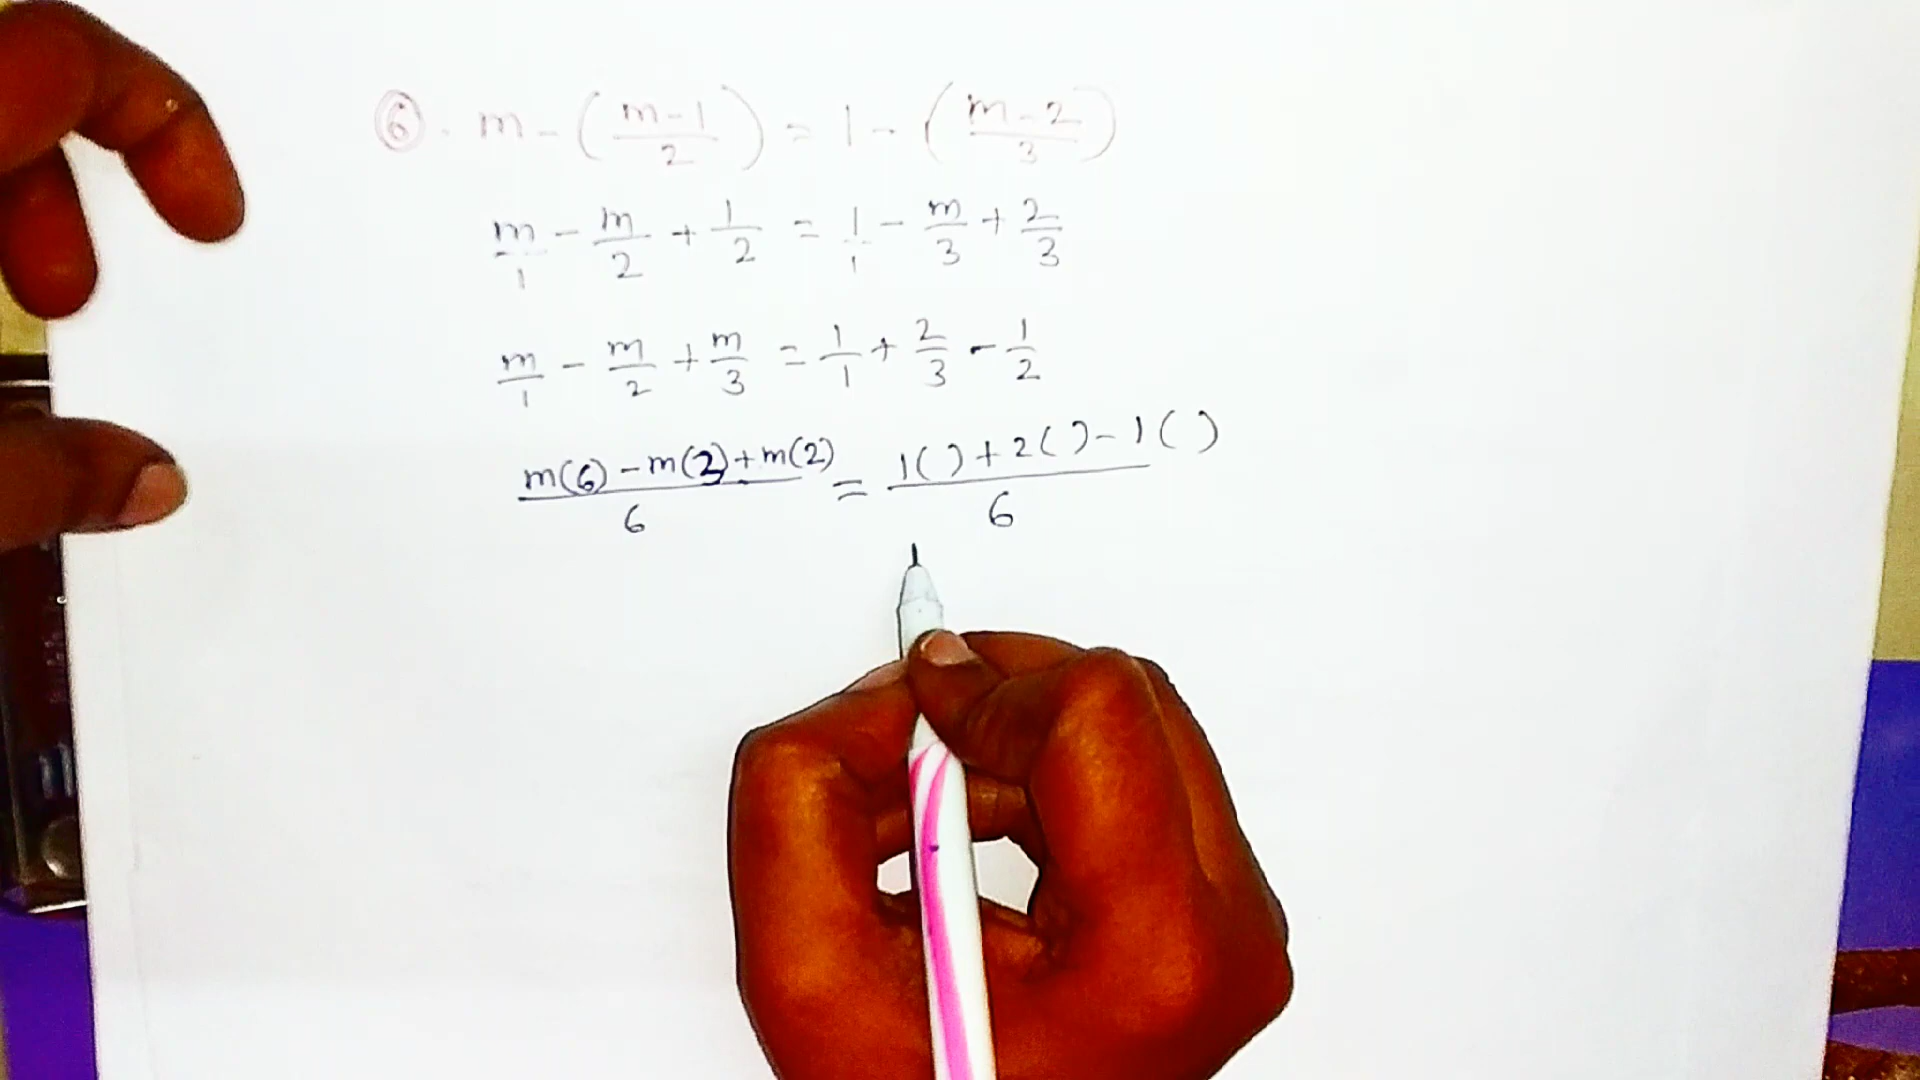 ⑥. m - (m-1/2) = 1 - (m-2/3)
m/1 - m/2 + 1/2 = 1/1 - m/3 + 2/3
m/1 - m/2 + m/3 = 1/1 + 2/3 - 1/2
m(6) - m(3) + m(2)/6 = 1( ) + 2( ) - 1( )/6